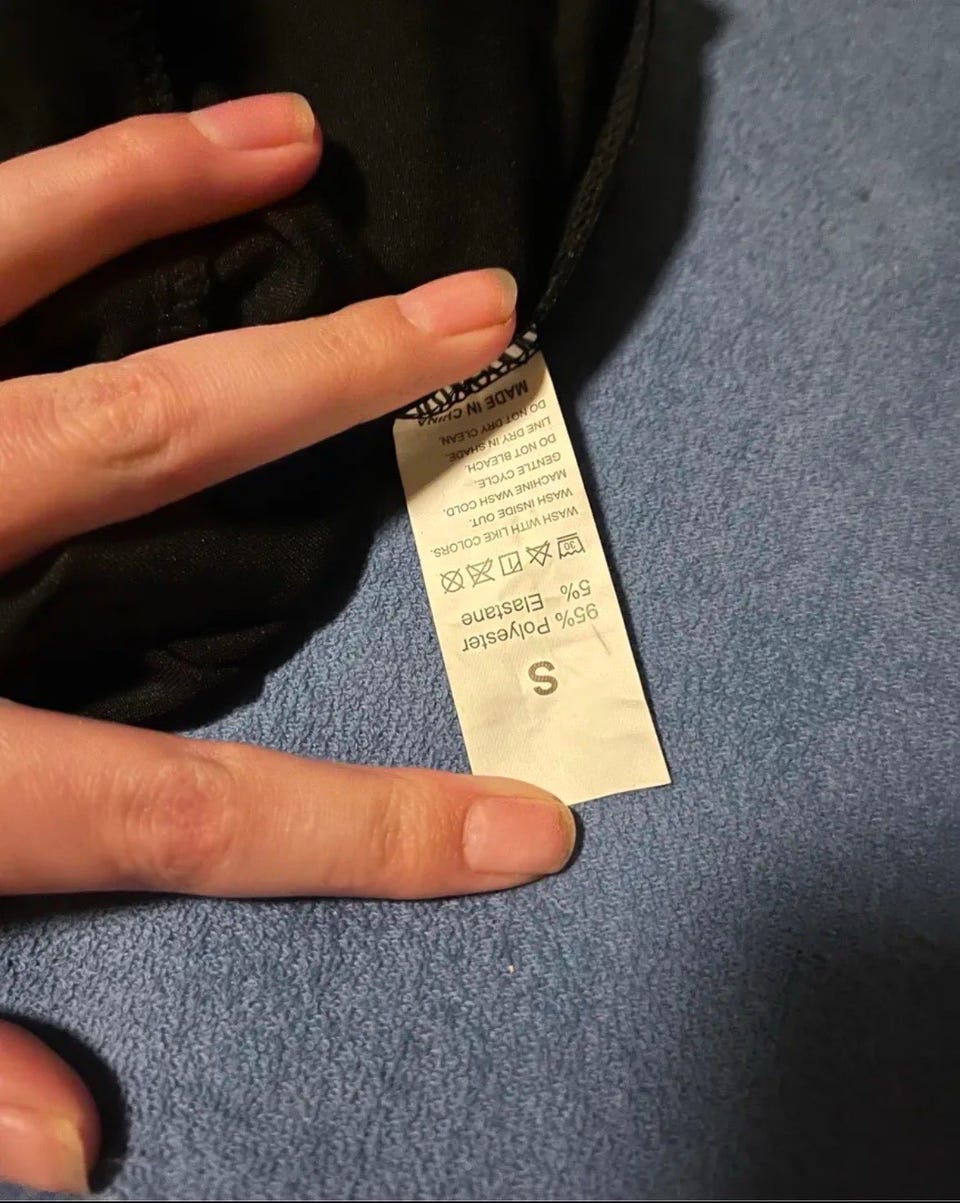 S
95% Polyester
5% Elastane
30
WASH WITH LIKE COLORS.
WASH INSIDE OUT.
MACHINE WASH COLD.
GENTLE CYCLE.
DO NOT BLEACH.
LINE DRY IN SHADE.
DO NOT DRY CLEAN.
MADE IN CHINA